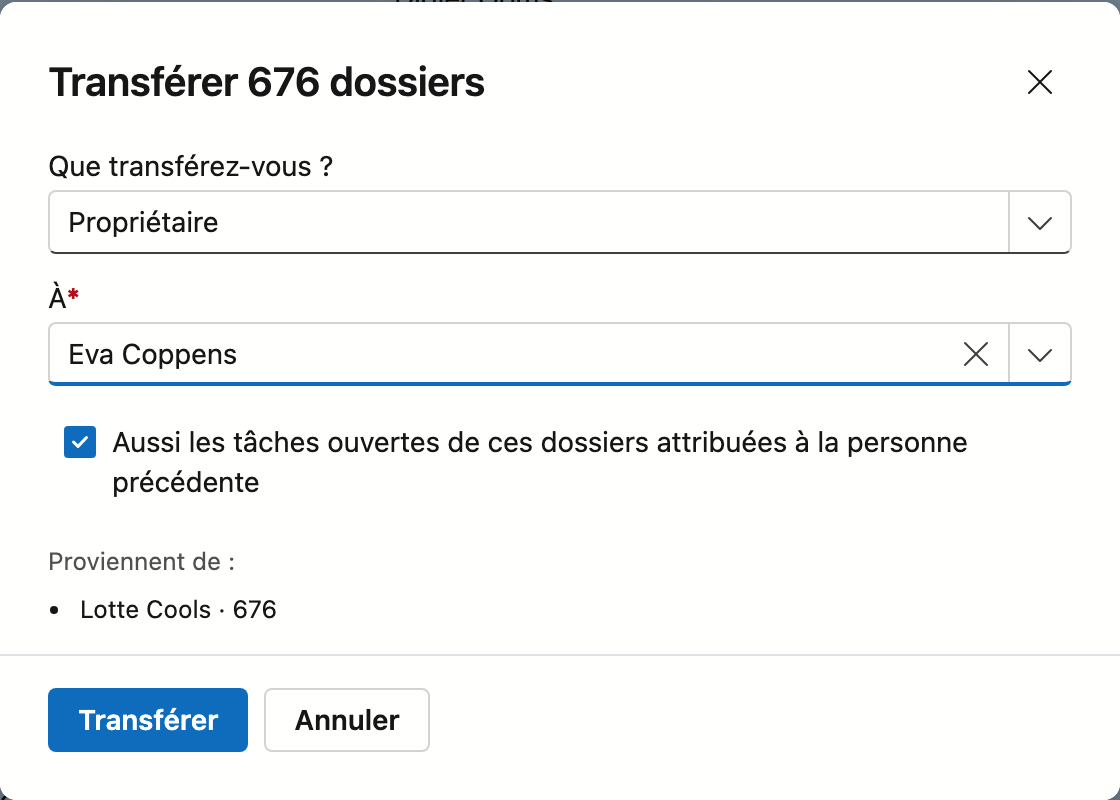 Transférer 676 dossiers
Que transférez-vous ?
Propriétaire
À*
Eva Coppens
Aussi les tâches ouvertes de ces dossiers attribuées à la personne
précédente
Proviennent de :
• Lotte Cools · 676
Transférer
Annuler